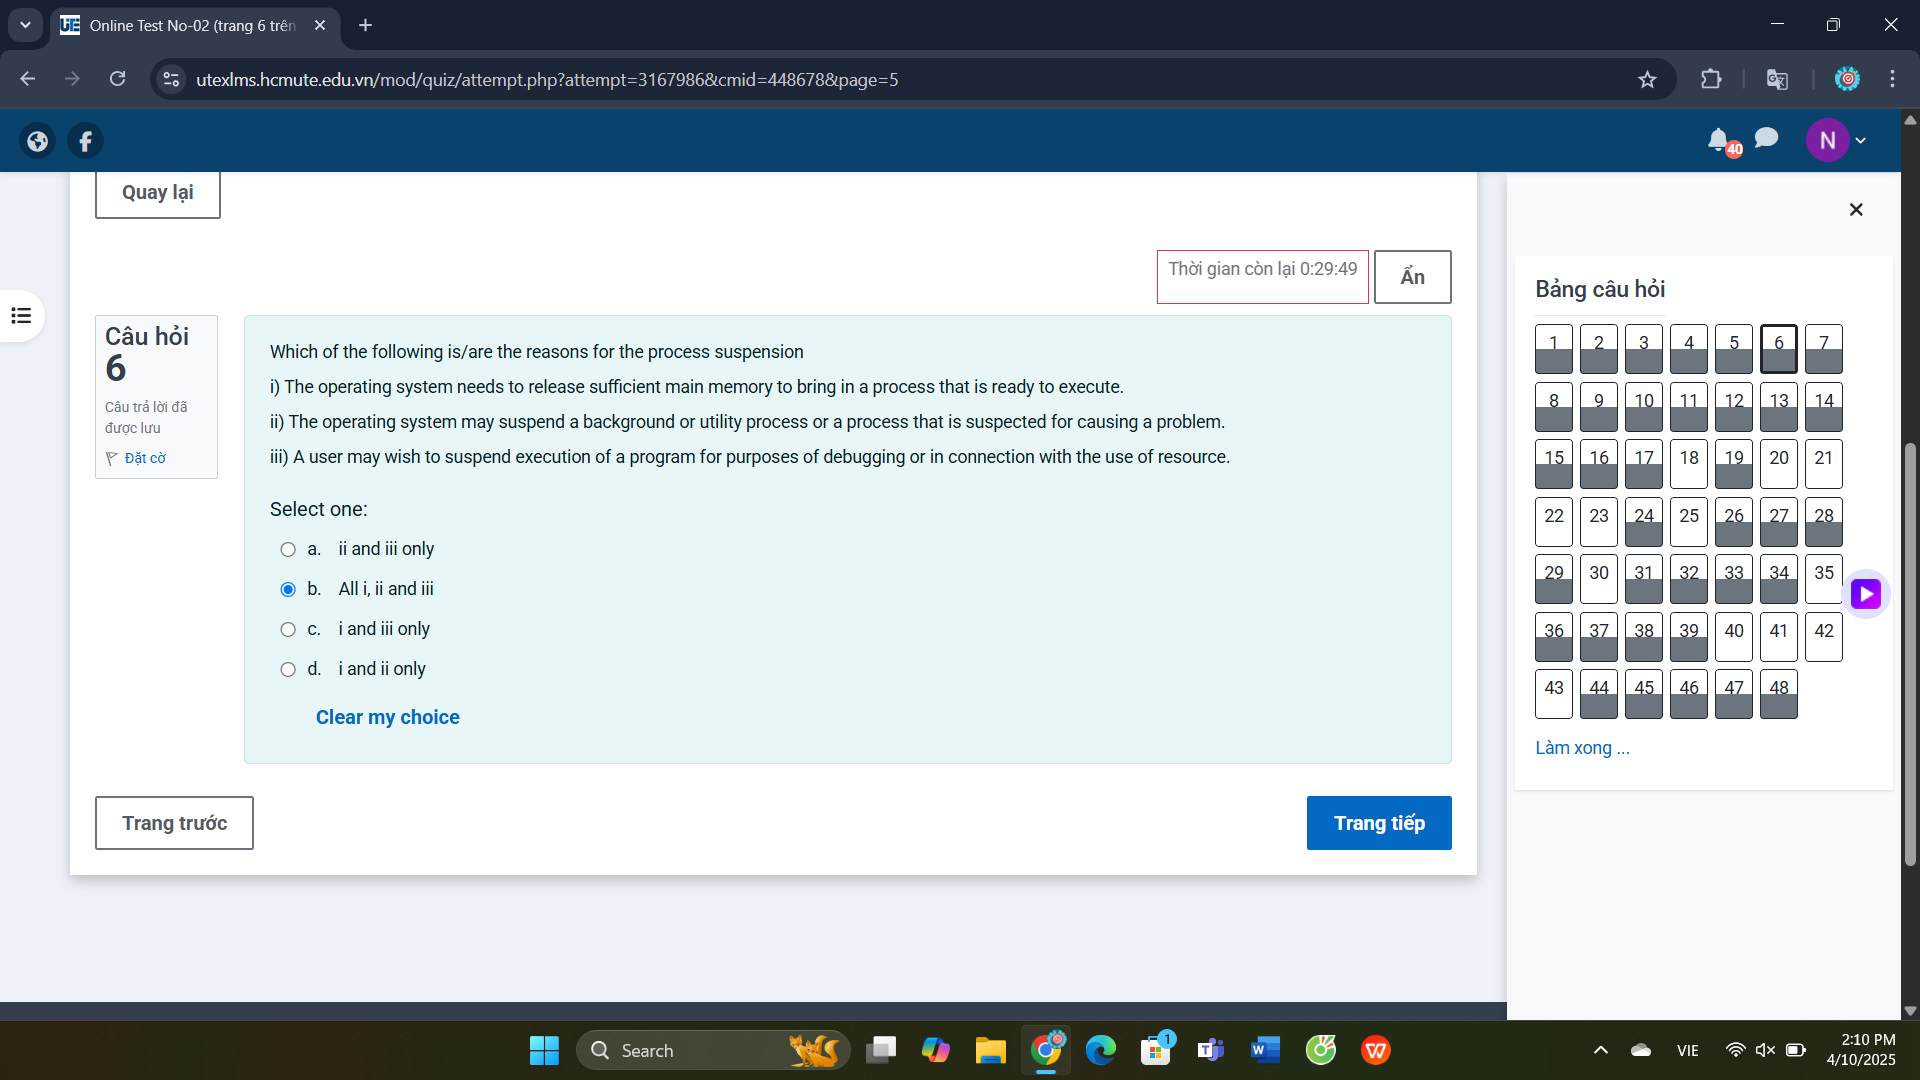 Online Test No-02 (trang 6 trên
utexlms.hcmute.edu.vn/mod/quiz/attempt.php?attempt=3167986&cmid=448678&page=5
40
N
Quay lại
Thời gian còn lại 0:29:49
Ẩn
Câu hỏi
6
Câu trả lời đã
được lưu
Đặt cờ
Which of the following is/are the reasons for the process suspension
i) The operating system needs to release sufficient main memory to bring in a process that is ready to execute.
ii) The operating system may suspend a background or utility process or a process that is suspected for causing a problem.
iii) A user may wish to suspend execution of a program for purposes of debugging or in connection with the use of resource.
Select one:
a. ii and iii only
b. All i, ii and iii
c. i and iii only
d. i and ii only
Clear my choice
Trang trước
Trang tiếp
Bảng câu hỏi
1 2 3 4 5 6 7
8 9 10 11 12 13 14
15 16 17 18 19 20 21
22 23 24 25 26 27 28
29 30 31 32 33 34 35
36 37 38 39 40 41 42
43 44 45 46 47 48
Làm xong ...
Search
1
VIE
2:10 PM
4/10/2025